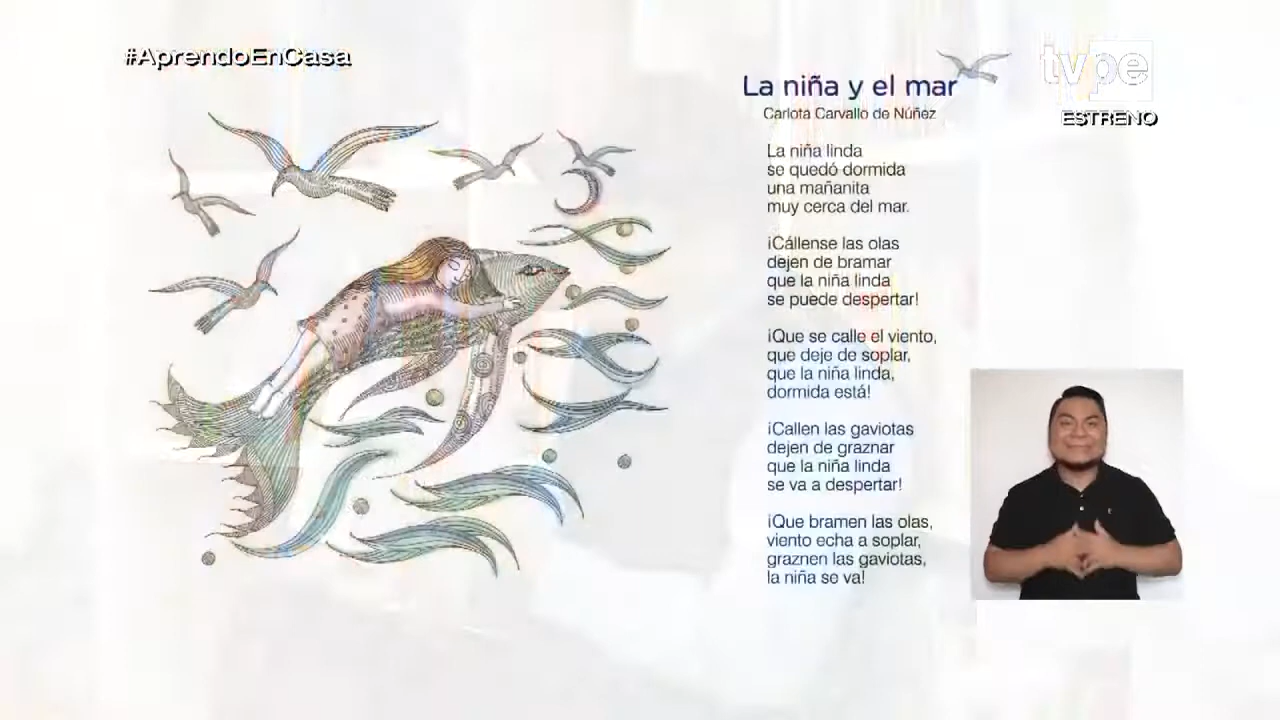 #AprendoEnCasa
tvpe
ESTRENO
La niña y el mar
Carlota Carvallo de Núñez
La niña linda
se quedó dormida
una mañanita
muy cerca del mar.
¡Cállense las olas
dejen de bramar
que la niña linda
se puede despertar!
¡Que se calle el viento,
que deje de soplar,
que la niña linda,
dormida está!
¡Callen las gaviotas
dejen de graznar
que la niña linda
se va a despertar!
¡Que bramen las olas,
viento echa a soplar,
graznen las gaviotas,
la niña se va!